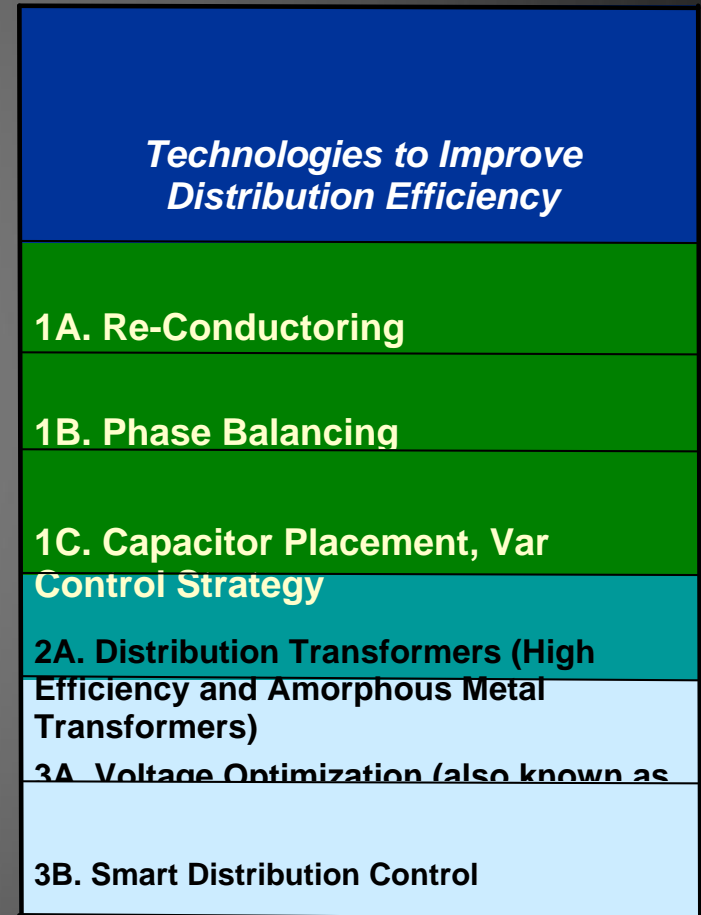 Technologies to Improve
Distribution Efficiency
1A. Re-Conductoring
1B. Phase Balancing
1C. Capacitor Placement, Var
Control Strategy
2A. Distribution Transformers (High
Efficiency and Amorphous Metal
Transformers)
3A. Voltage Optimization (also known as
3B. Smart Distribution Control